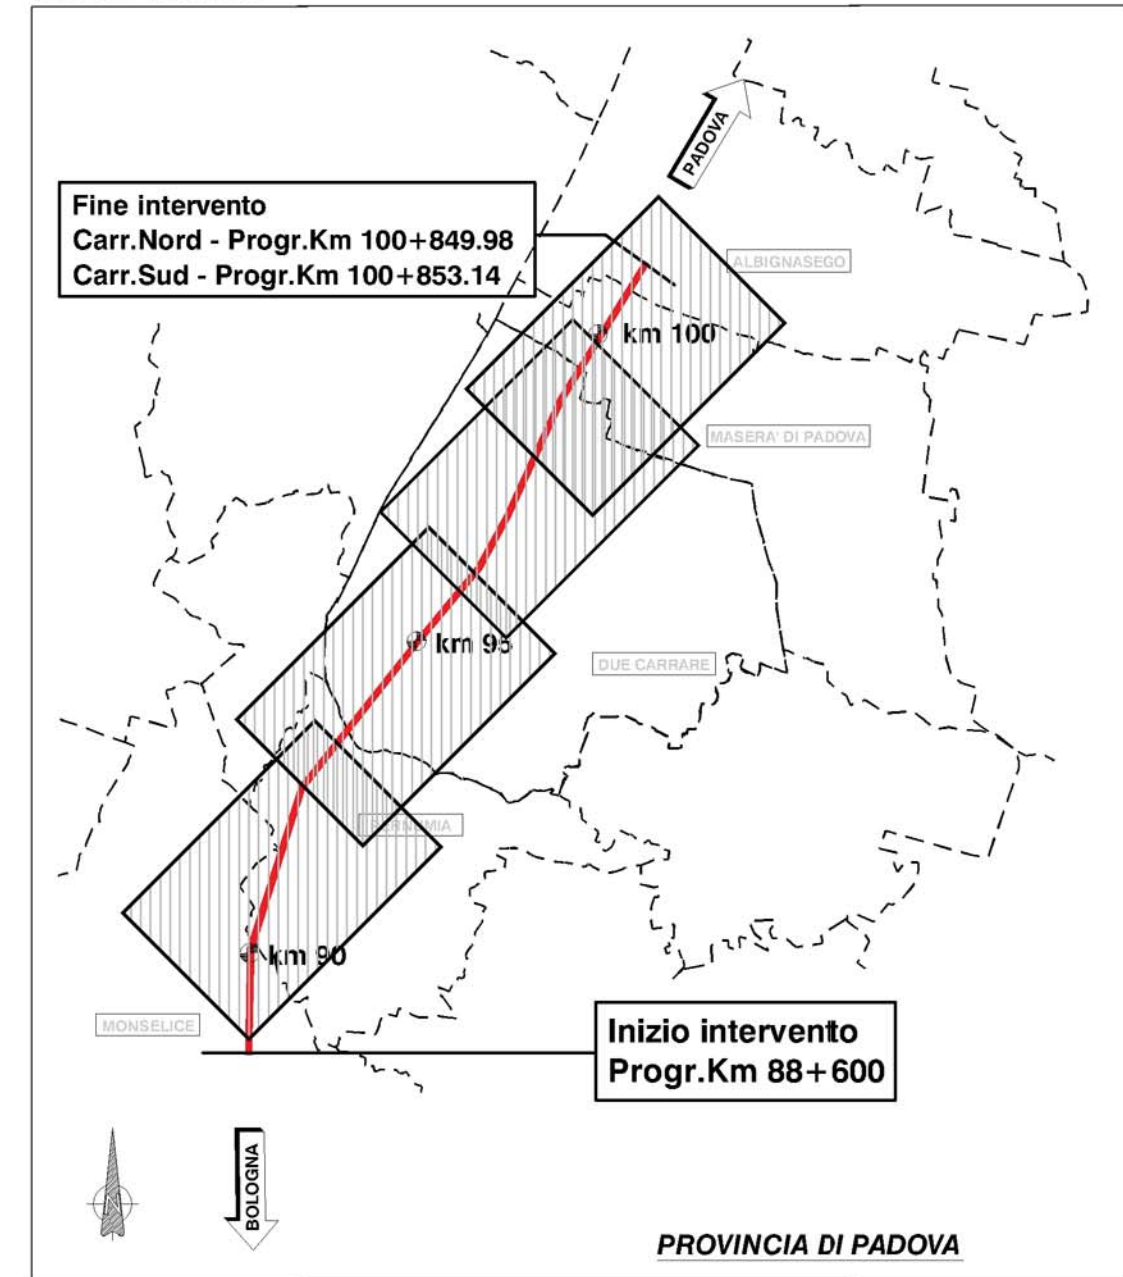 PADOVA
Fine intervento
Carr.Nord - Progr.Km 100+849.98
Carr.Sud - Progr.Km 100+853.14
ALBIGNASEGO
km 100
MASERA' DI PADOVA
km 95
DUE CARRARE
km 90
MONSELICE
Inizio intervento
Progr.Km 88+600
BOLOGNA
N
PROVINCIA DI PADOVA